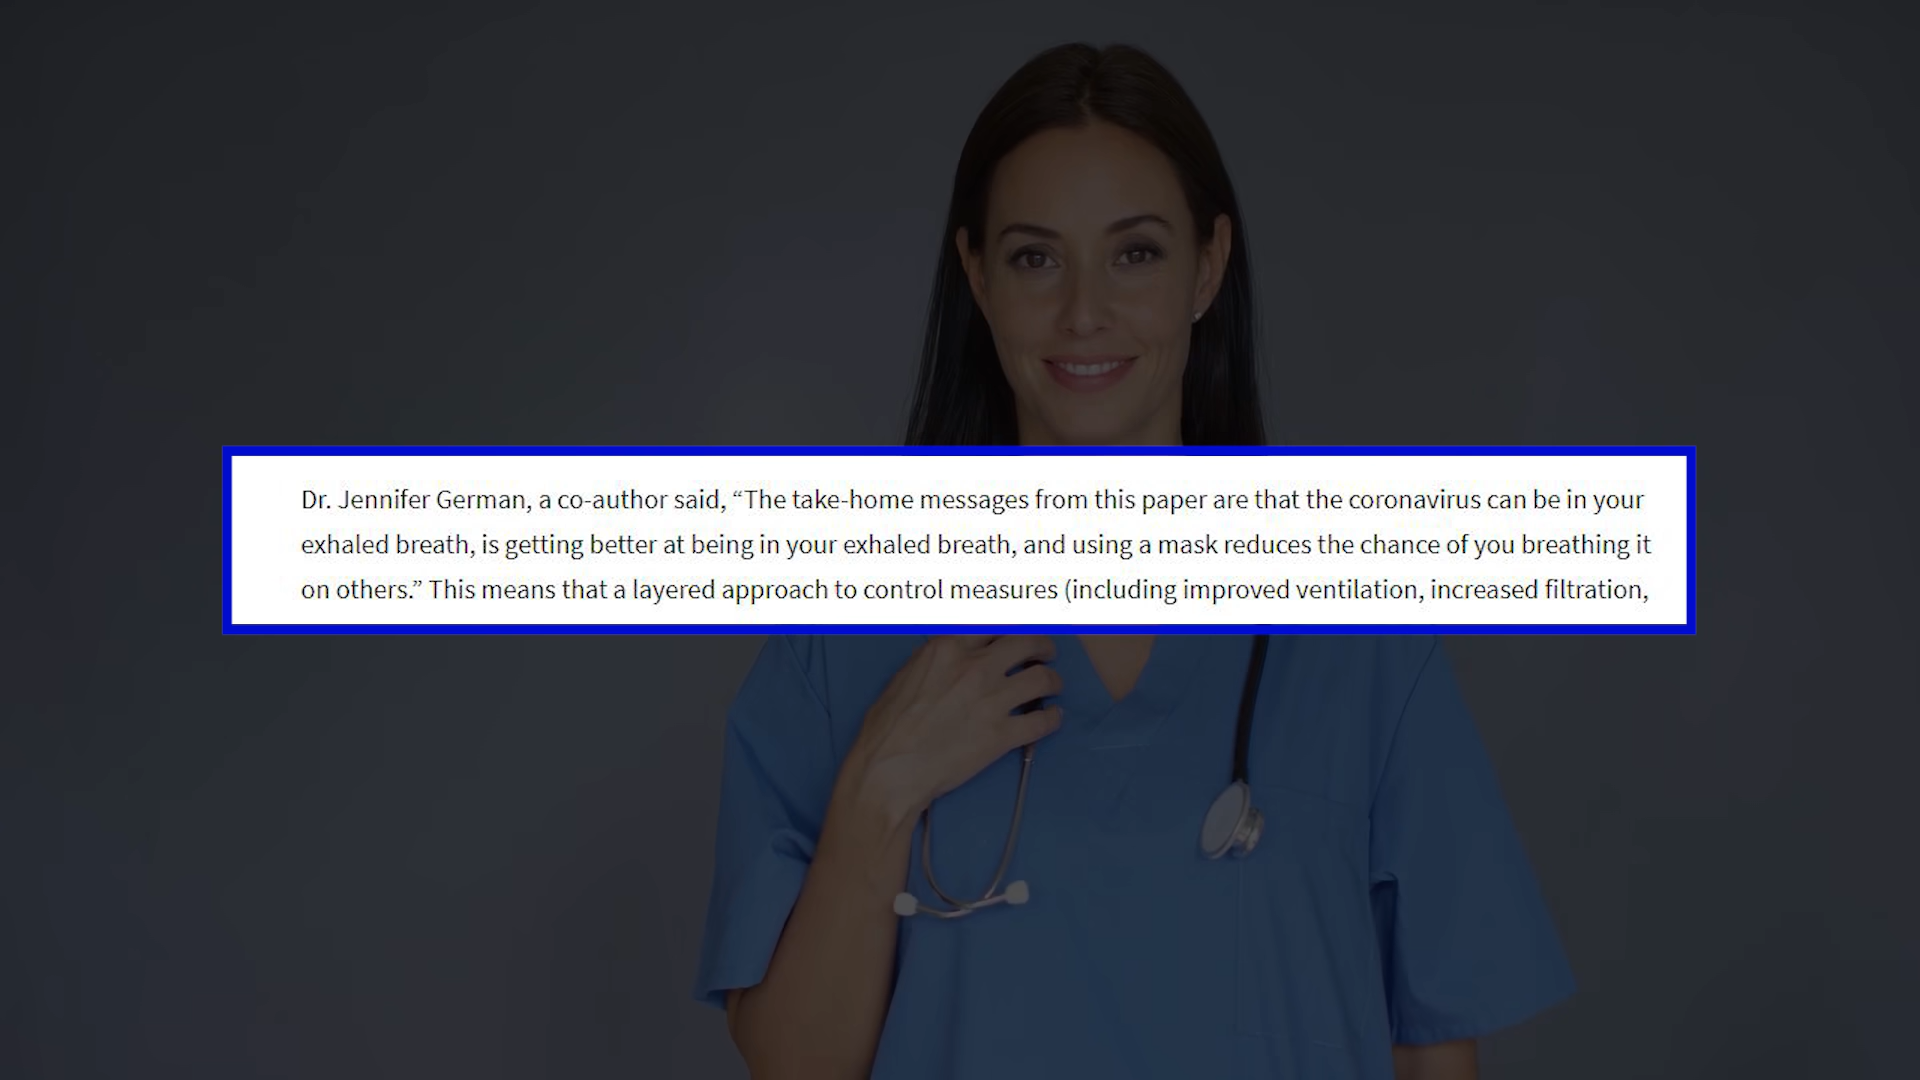 Dr. Jennifer German, a co-author said, “The take-home messages from this paper are that the coronavirus can be in your
exhaled breath, is getting better at being in your exhaled breath, and using a mask reduces the chance of you breathing it
on others.” This means that a layered approach to control measures (including improved ventilation, increased filtration,